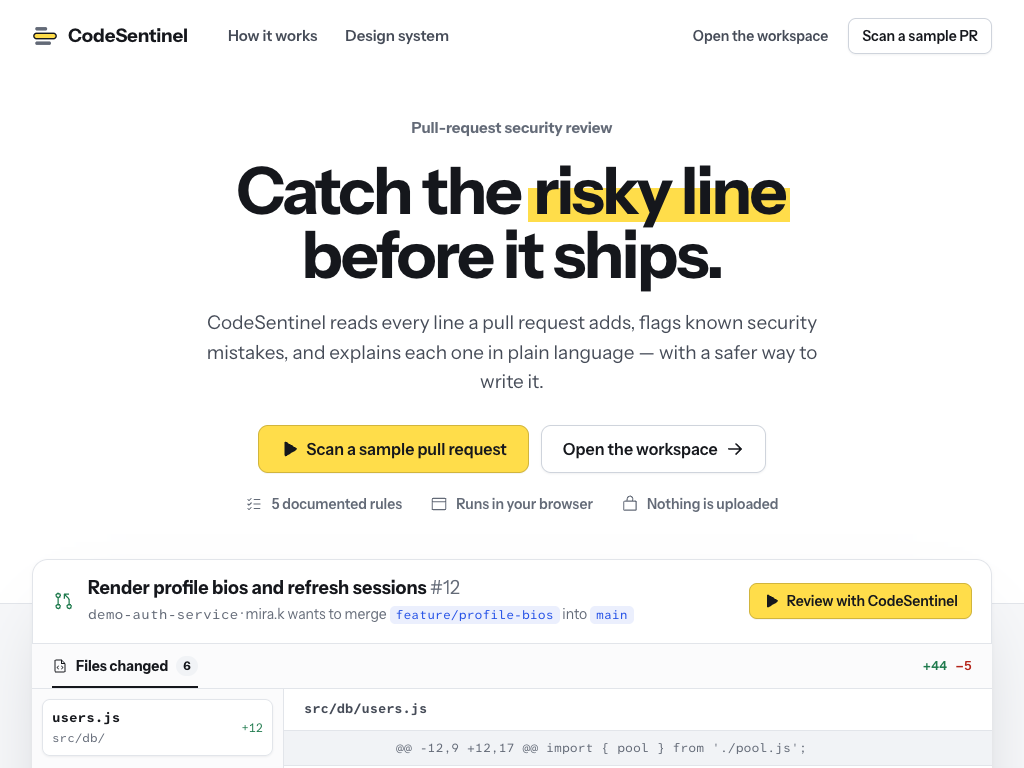 CodeSentinel
How it works
Design system
Open the workspace
Scan a sample PR
Pull-request security review
Catch the risky line
before it ships.
CodeSentinel reads every line a pull request adds, flags known security
mistakes, and explains each one in plain language — with a safer way to
write it.
Scan a sample pull request
Open the workspace →
5 documented rules
Runs in your browser
Nothing is uploaded
Render profile bios and refresh sessions #12
demo-auth-service · mira.k wants to merge feature/profile-bios into main
Review with CodeSentinel
Files changed 6
+44 −5
users.js
src/db/
+12
src/db/users.js
@@ -12,9 +12,17 @@ import { pool } from './pool.js';